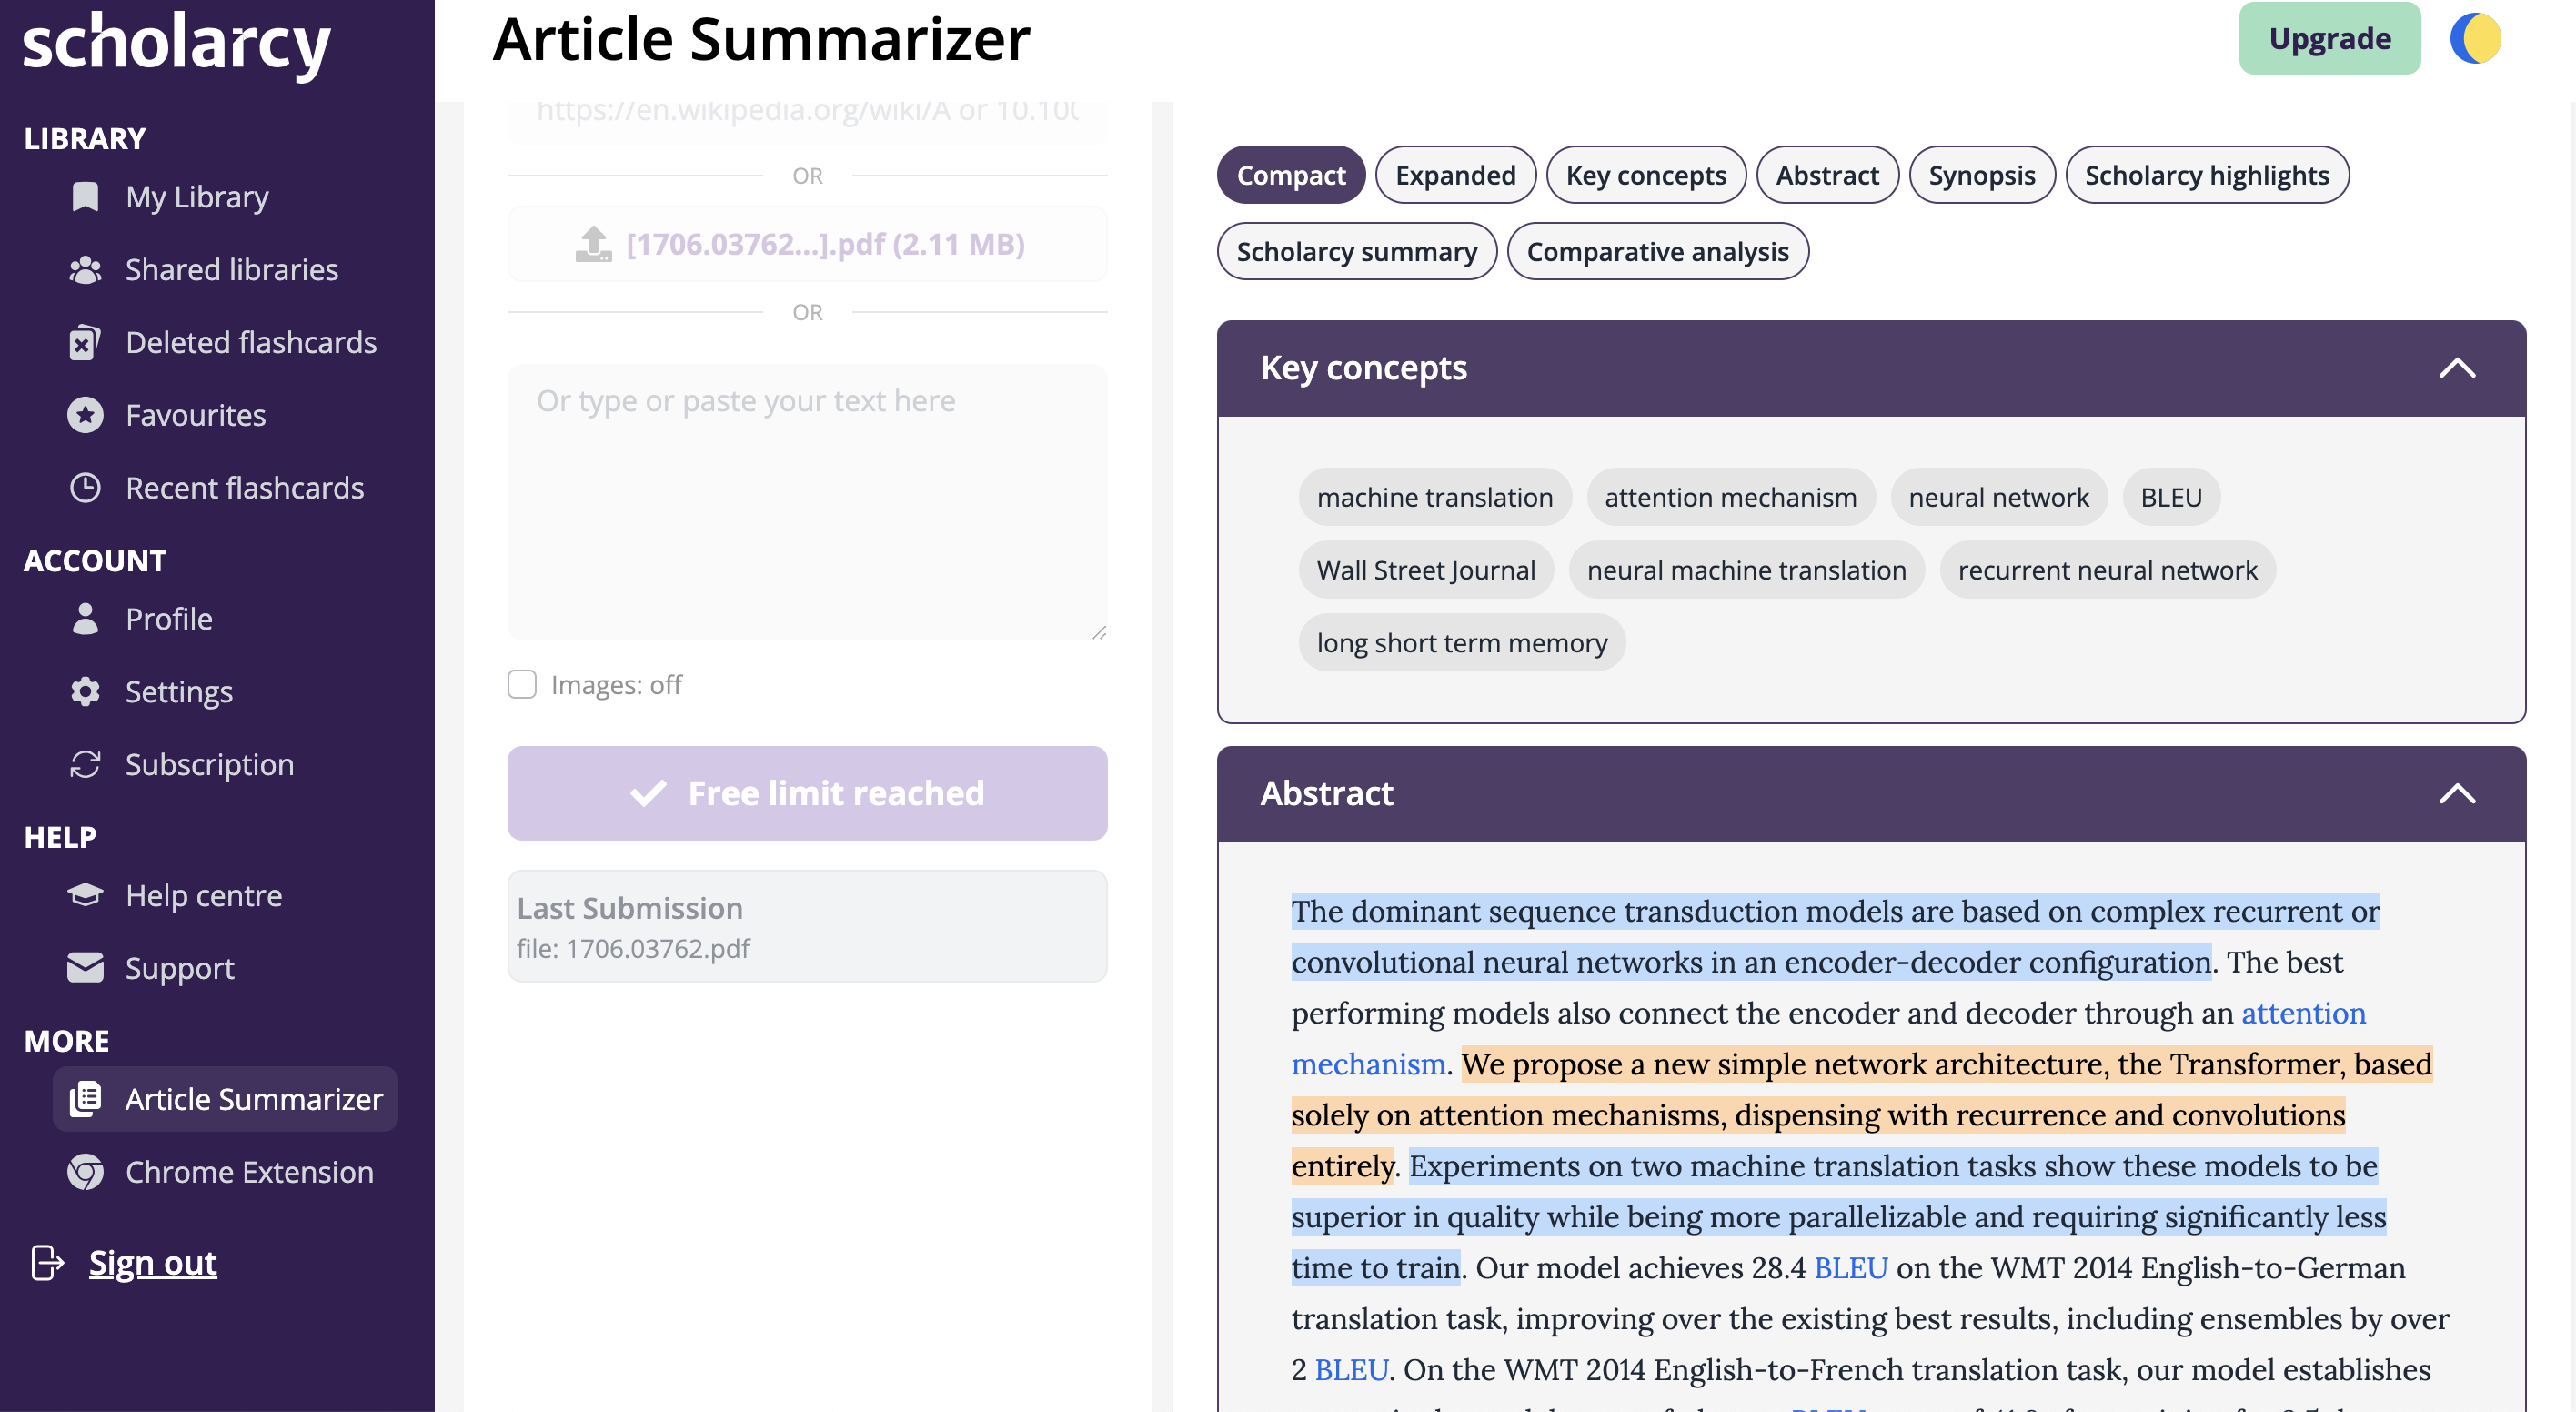 scholarcy
LIBRARY
My Library
Shared libraries
Deleted flashcards
Favourites
Recent flashcards
ACCOUNT
Profile
Settings
Subscription
HELP
Help centre
Support
MORE
Article Summarizer
Chrome Extension
Sign out
Article Summarizer
Upgrade
https://en.wikipedia.org/wiki/A or 10.10
OR
[1706.03762...].pdf (2.11 MB)
OR
Or type or paste your text here
Images: off
Free limit reached
Last Submission
file: 1706.03762.pdf
Compact Expanded Key concepts Abstract Synopsis Scholarcy highlights
Scholarcy summary Comparative analysis
Key concepts
machine translation attention mechanism neural network BLEU
Wall Street Journal neural machine translation recurrent neural network
long short term memory
Abstract
The dominant sequence transduction models are based on complex recurrent or
convolutional neural networks in an encoder-decoder configuration. The best
performing models also connect the encoder and decoder through an attention
mechanism. We propose a new simple network architecture, the Transformer, based
solely on attention mechanisms, dispensing with recurrence and convolutions
entirely. Experiments on two machine translation tasks show these models to be
superior in quality while being more parallelizable and requiring significantly less
time to train. Our model achieves 28.4 BLEU on the WMT 2014 English-to-German
translation task, improving over the existing best results, including ensembles by over
2 BLEU. On the WMT 2014 English-to-French translation task, our model establishes